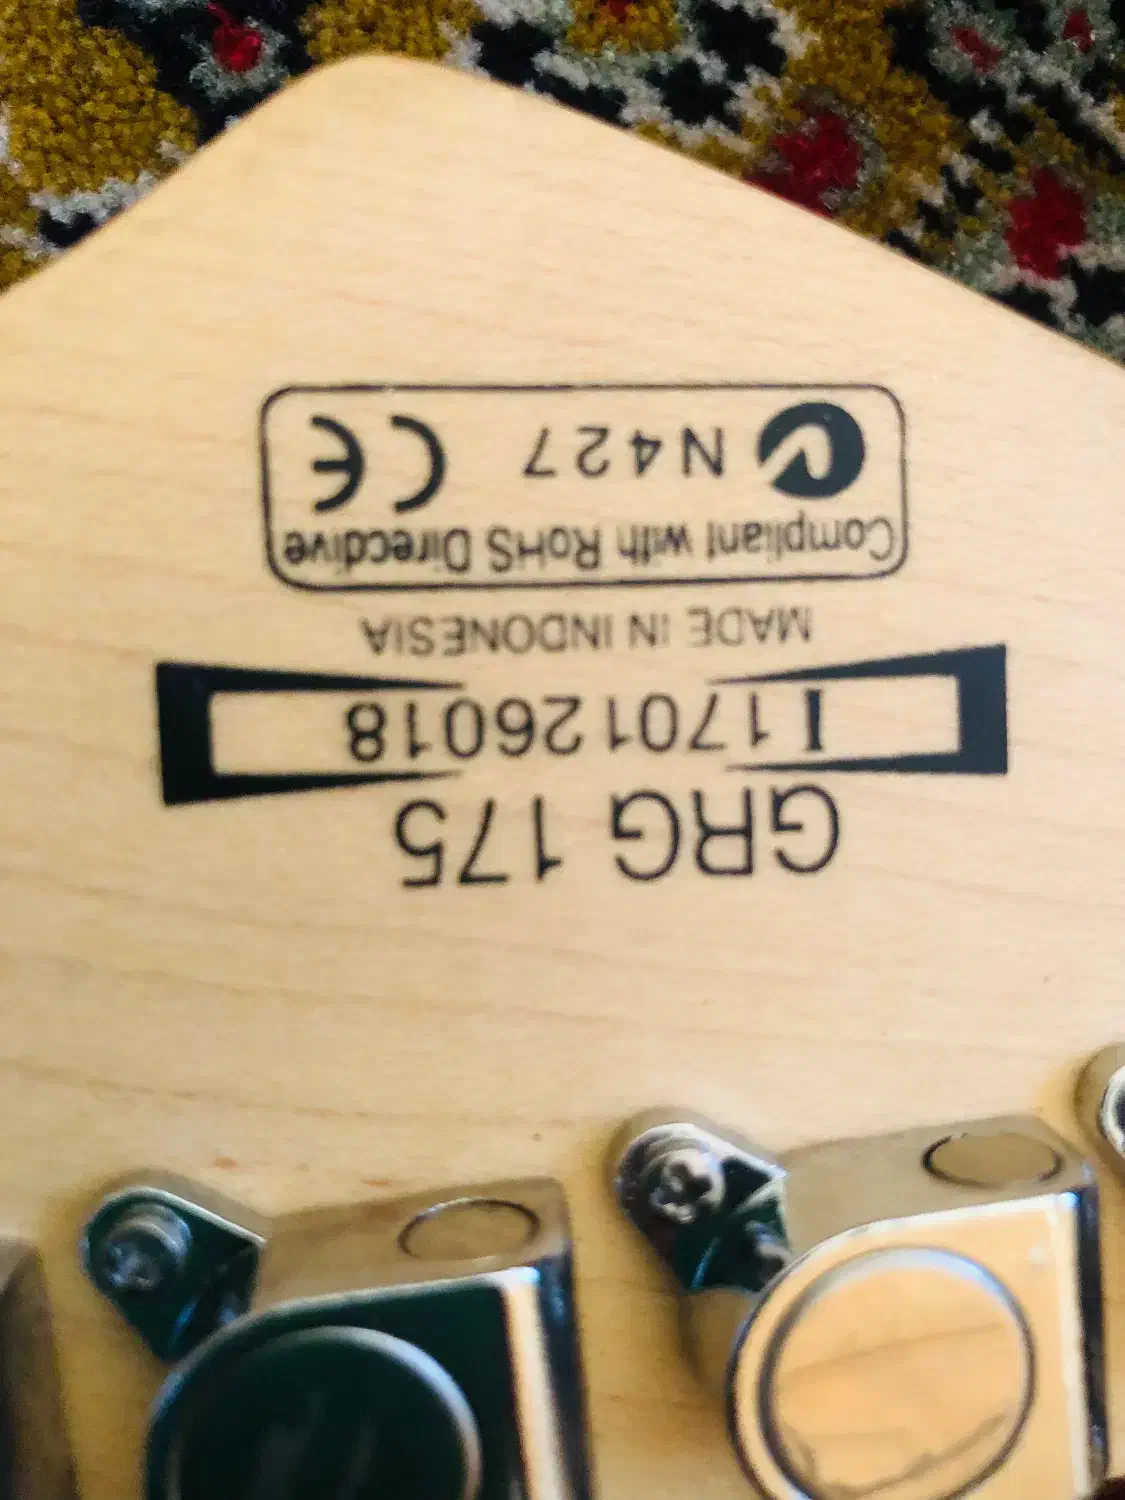 GRG 175
I170126018
MADE IN INDONESIA
Compliant with RoHS Direcdive
N427 CE